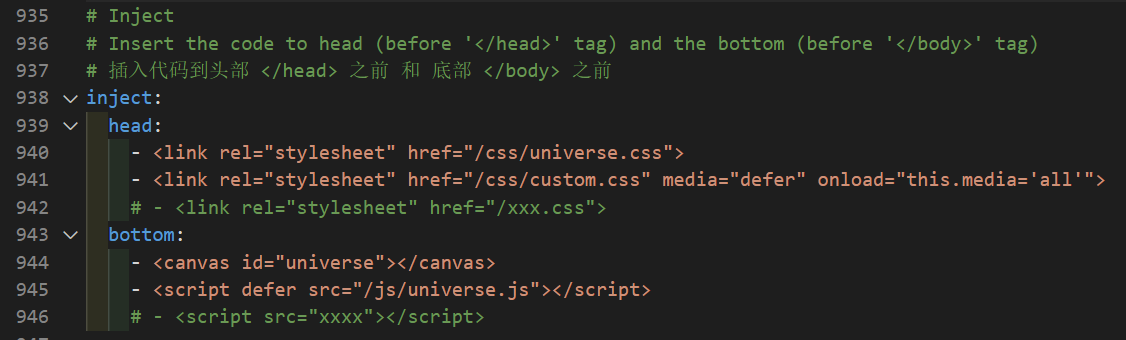 935 # Inject
936 # Insert the code to head (before '</head>' tag) and the bottom (before '</body>' tag)
937 # 插入代码到头部 </head> 之前 和 底部 </body> 之前
938 inject:
939 head:
940 - <link rel="stylesheet" href="/css/universe.css">
941 - <link rel="stylesheet" href="/css/custom.css" media="defer" onload="this.media='all'">
942 # - <link rel="stylesheet" href="/xxx.css">
943 bottom:
944 - <canvas id="universe"></canvas>
945 - <script defer src="/js/universe.js"></script>
946 # - <script src="xxxx"></script>